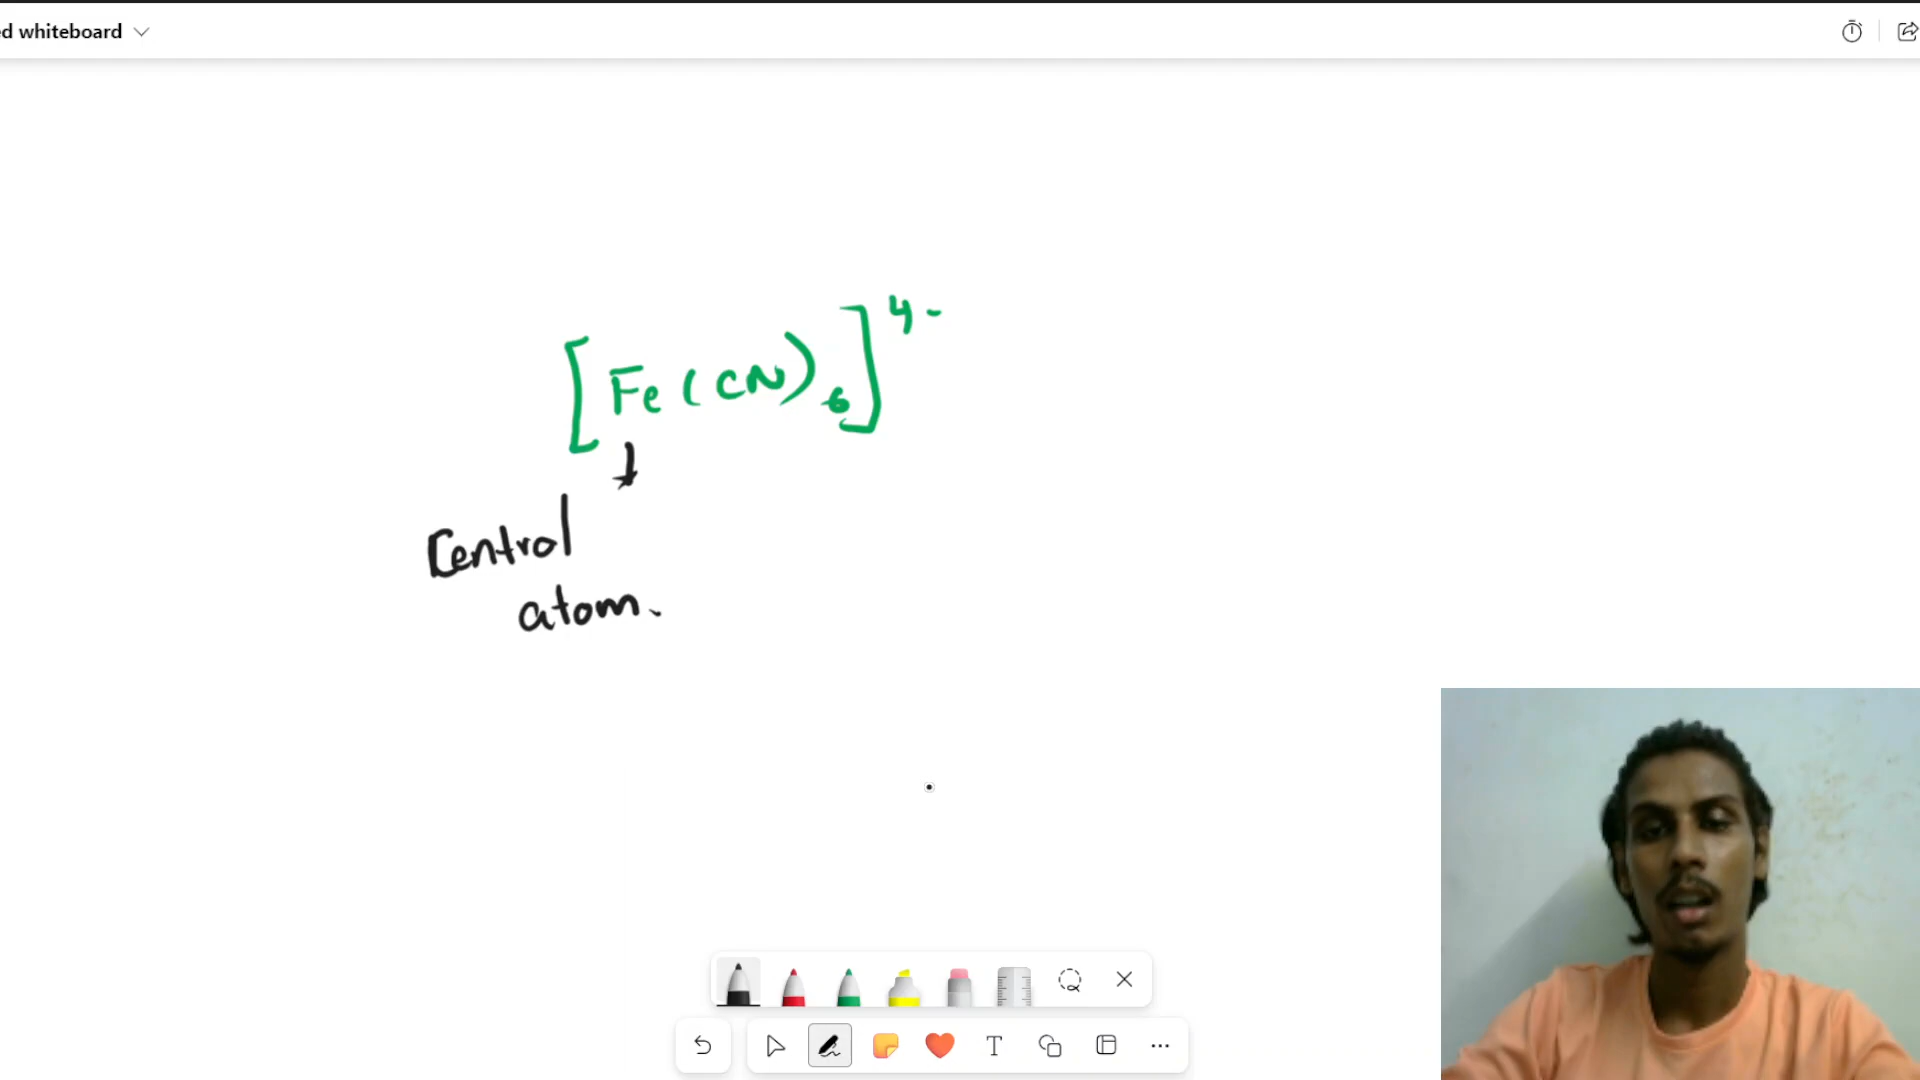 d whiteboard
[Fe(CN)6]4-
Central
atom.
T